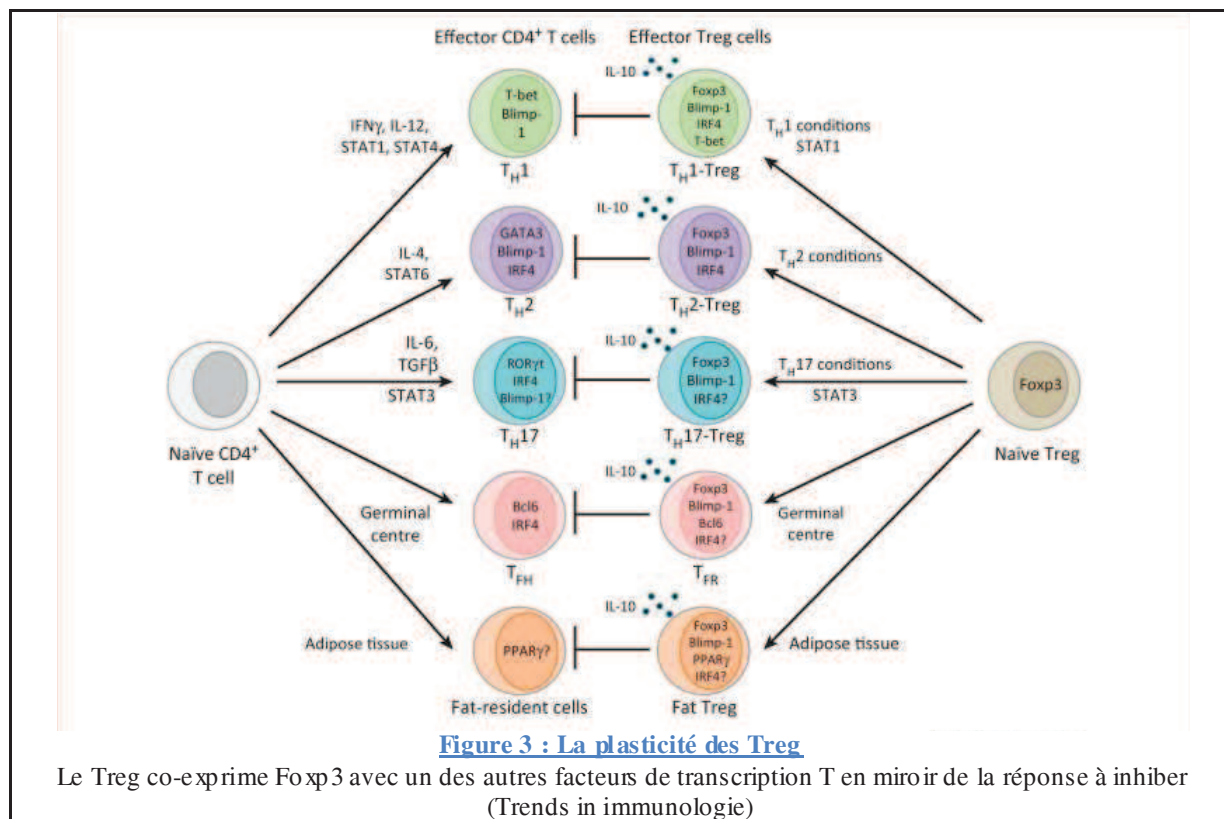 Effector CD4+ T cells
Effector Treg cells
IL-10
T-bet
Blimp-
1
Foxp3
Blimp-1
IRF4
T-bet
IFNγ, IL-12,
STAT1, STAT4
TH1 conditions
STAT1
TH1
TH1-Treg
IL-10
GATA3
Blimp-1
IRF4
Foxp3
Blimp-1
IRF4
IL-4,
STAT6
TH2 conditions
TH2
TH2-Treg
IL-10
IL-6,
TGFβ
STAT3
RORγt
IRF4
Blimp-1?
Foxp3
Blimp-1
IRF4?
TH17 conditions
STAT3
Foxp3
TH17
TH17-Treg
Naïve CD4+
T cell
Naïve Treg
IL-10
Bcl6
IRF4
Foxp3
Blimp-1
Bcl6
IRF4?
Germinal
centre
Germinal
centre
TFH
TFR
IL-10
Adipose tissue
PPARγ?
Foxp3
Blimp-1
PPARγ
IRF4?
Adipose tissue
Fat-resident cells
Fat Treg
Figure 3 : La plasticité des Treg
Le Treg co-exprime Foxp3 avec un des autres facteurs de transcription T en miroir de la réponse à inhiber
(Trends in immunologie)